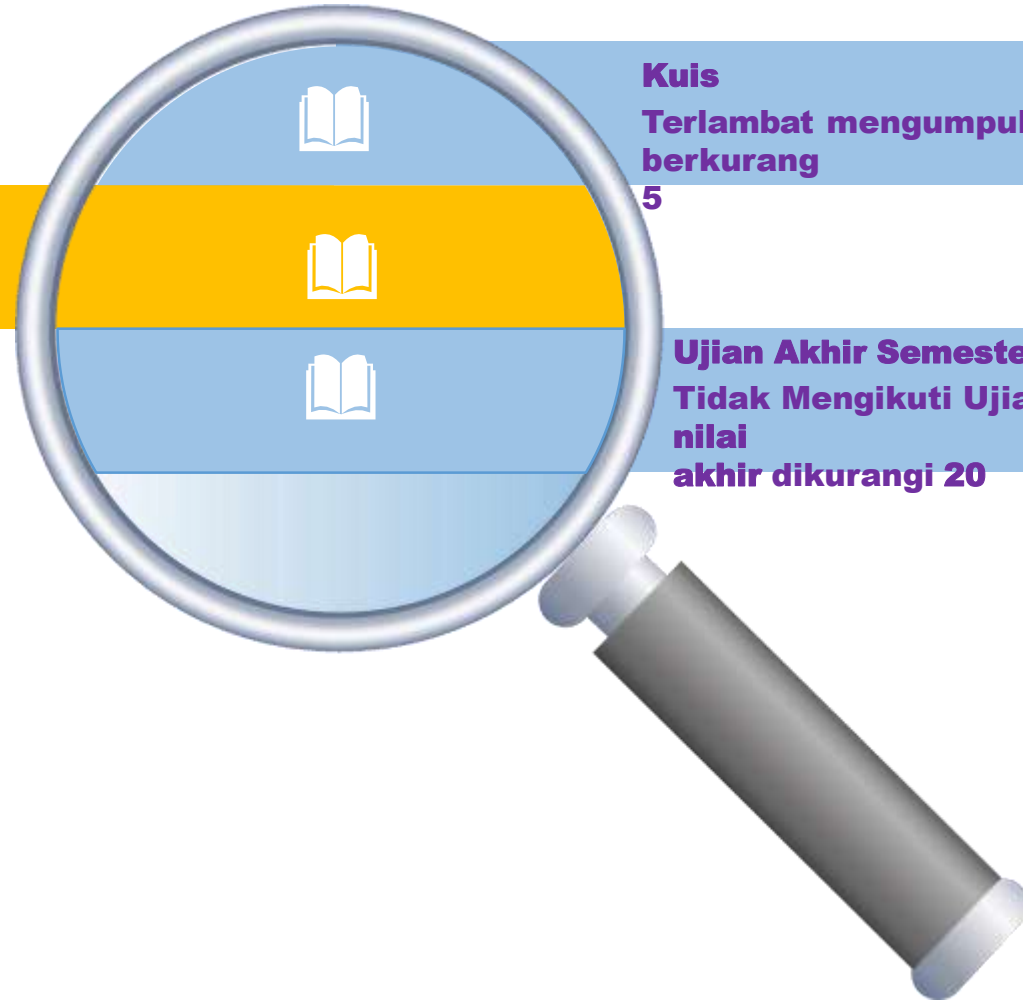 Kuis
Terlambat mengumpul
berkurang
5
Ujian Akhir Semeste
Tidak Mengikuti Ujia
nilai
akhir dikurangi 20